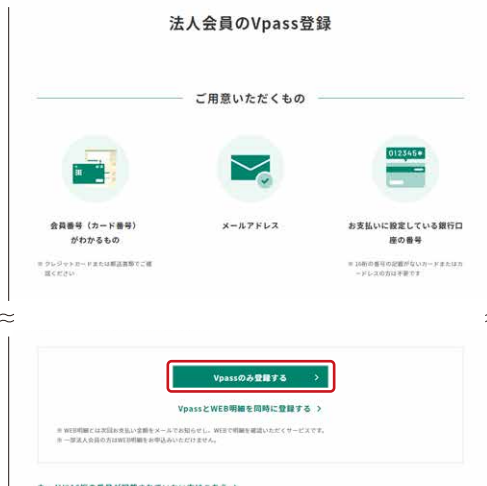 法人会員のVpass登録
ご用意いただくもの
012345
会員番号（カード番号）
がわかるもの
※ クレジットカードまたは郵送書類でご確
認ください
メールアドレス
お支払いに設定している銀行口
座の番号
※ 16桁の番号の記載がないカードまたはカ
ードレスの方は不要です
Vpassのみ登録する
VpassとWEB明細を同時に登録する
※ WEB明細とは次回お支払い金額をメールでお知らせし、WEBで明細を確認いただくサービスです。
※ 一部法人会員の方はWEB明細をお申込みいただけません。